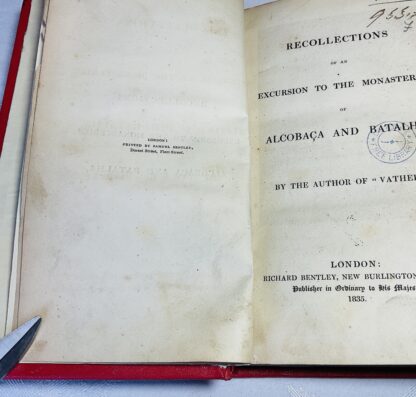 LONDON:
PRINTED BY SAMUEL BENTLEY,
Dorset Street, Fleet Street.
RECOLLECTIONS
OF AN
EXCURSION TO THE MONASTER
OF
ALCOBAÇA AND BATALH
BY THE AUTHOR OF "VATHE
LONDON:
RICHARD BENTLEY, NEW BURLINGTON
Publisher in Ordinary to His Majes
1835.